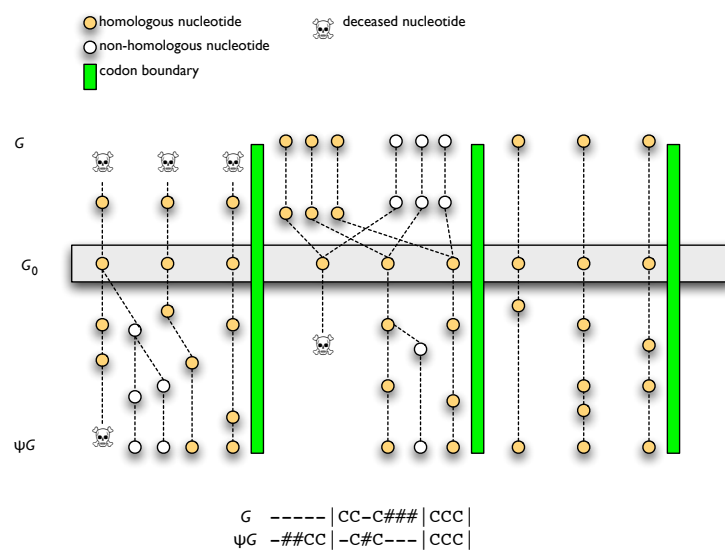 homologous nucleotide
deceased nucleotide
non-homologous nucleotide
codon boundary
G
G₀
ΨG
G -----|CC-C###|CCC|
ΨG -##CC|-C#C---|CCC|